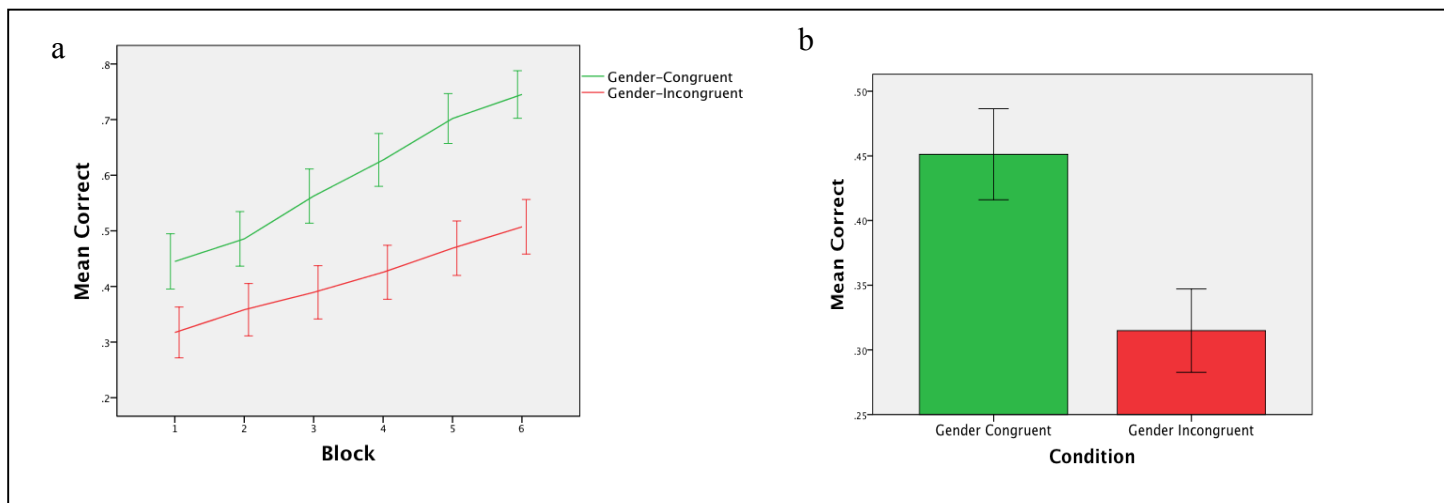 a
.8
.7
.6
.5
.4
.3
.2
Mean Correct
1 2 3 4 5 6
Block
Gender-Congruent
Gender-Incongruent
b
.50
.45
.40
.35
.30
.25
Mean Correct
Gender Congruent Gender Incongruent
Condition